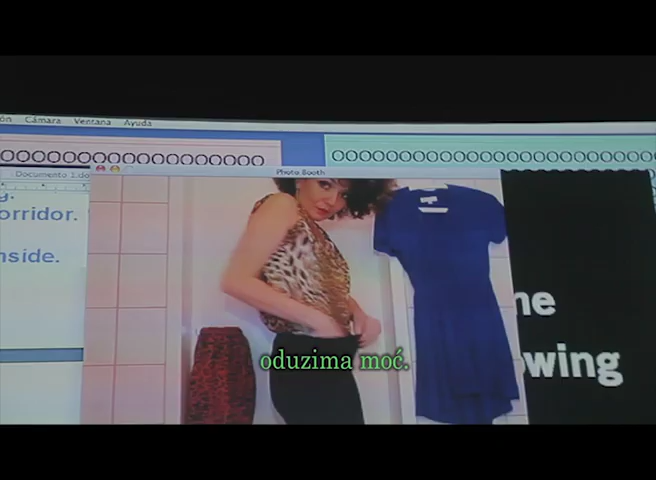 ón Cámara Ventana Ayuda
Documento 1.do
Photo Booth
g.
orridor.
nside.
ne
owing
oduzima moć.